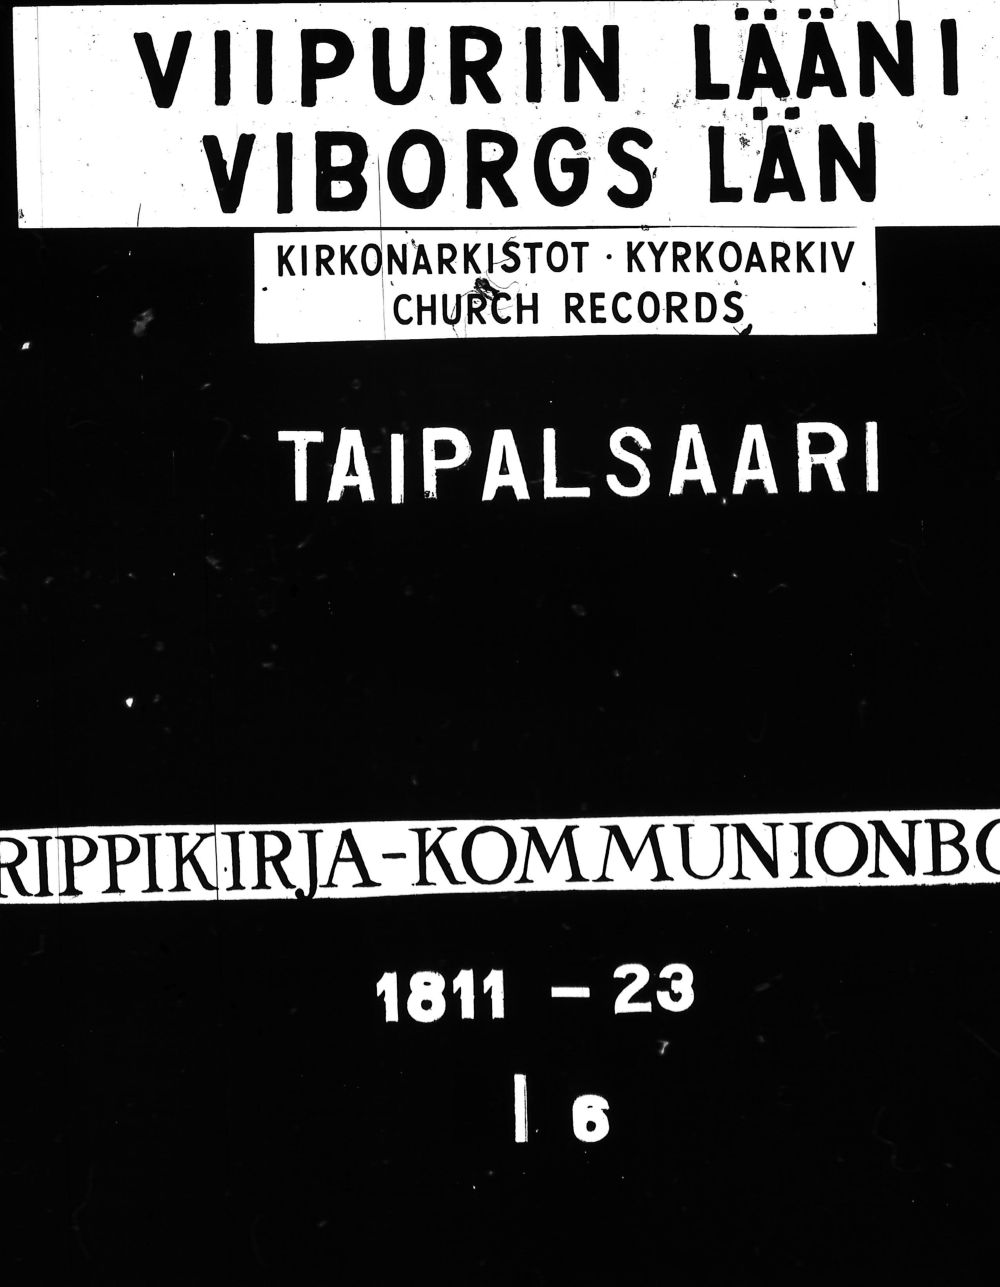 VIIPURIN LÄÄNI
VIBORGS LÄN
KIRKONARKISTOT · KYRKOARKIV
CHURCH RECORDS
TAIPALSAARI
RIPPIKIRJA-KOMMUNIONBO
1811 – 23
I 6